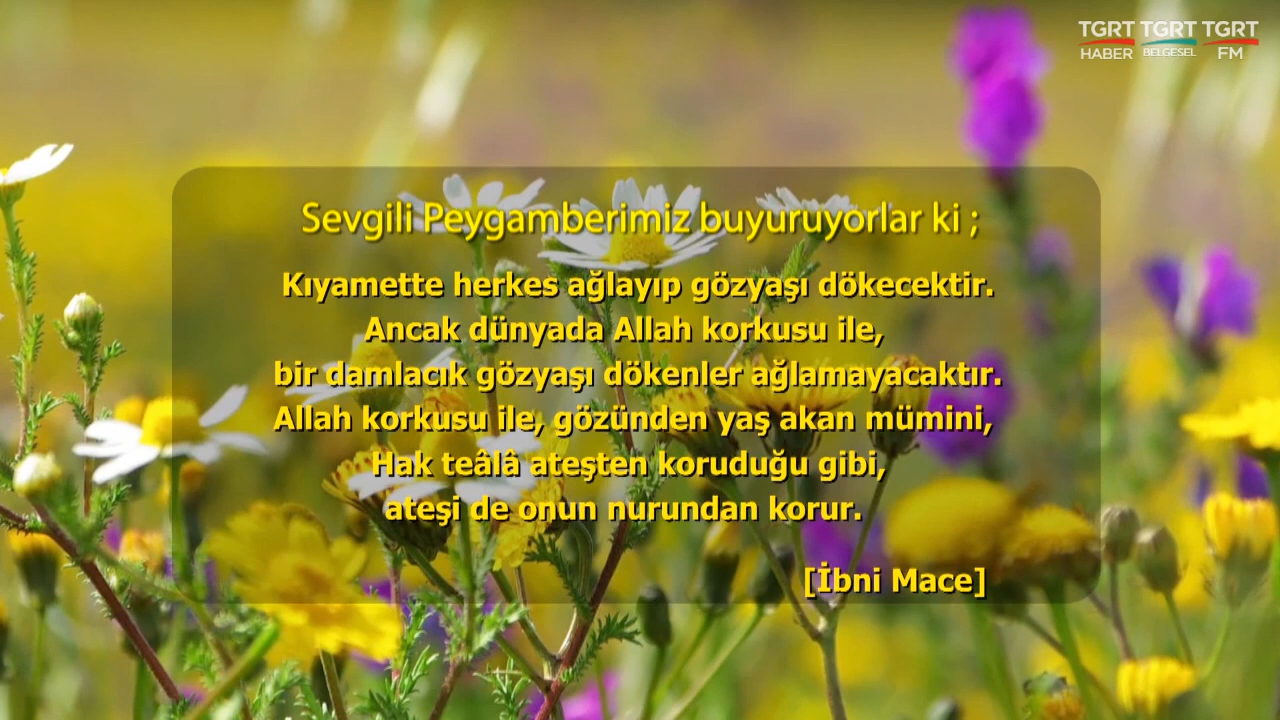 TGRT TGRT TGRT
HABER BELGESEL FM
Sevgili Peygamberimiz buyuruyorlar ki ;
Kıyamette herkes ağlayıp gözyaşı dökecektir.
Ancak dünyada Allah korkusu ile,
bir damlacık gözyaşı dökenler ağlamayacaktır.
Allah korkusu ile, gözünden yaş akan mümini,
Hak teâlâ ateşten koruduğu gibi,
ateşi de onun nurundan korur.
[İbni Mace]